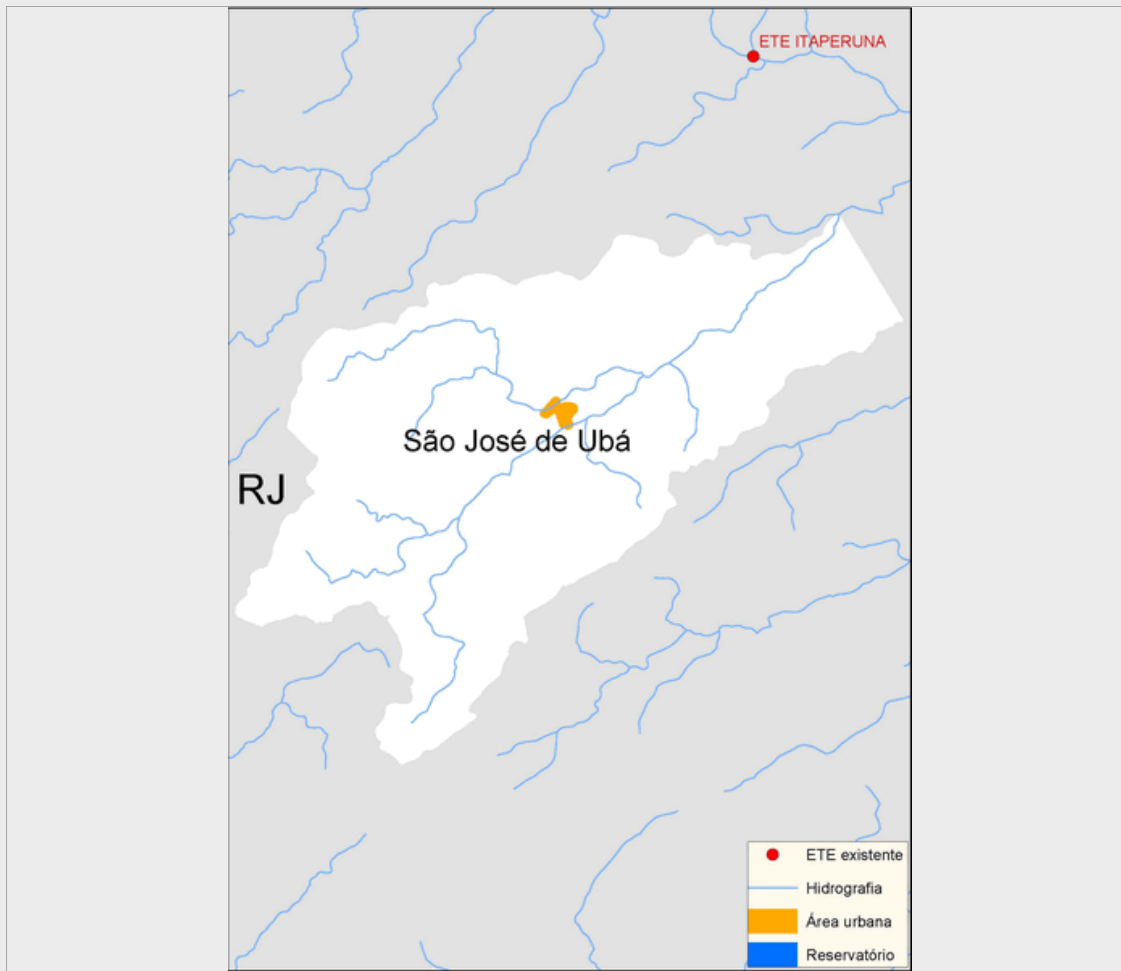 ETE ITAPERUNA
São José de Ubá
RJ
ETE existente
Hidrografia
Área urbana
Reservatório